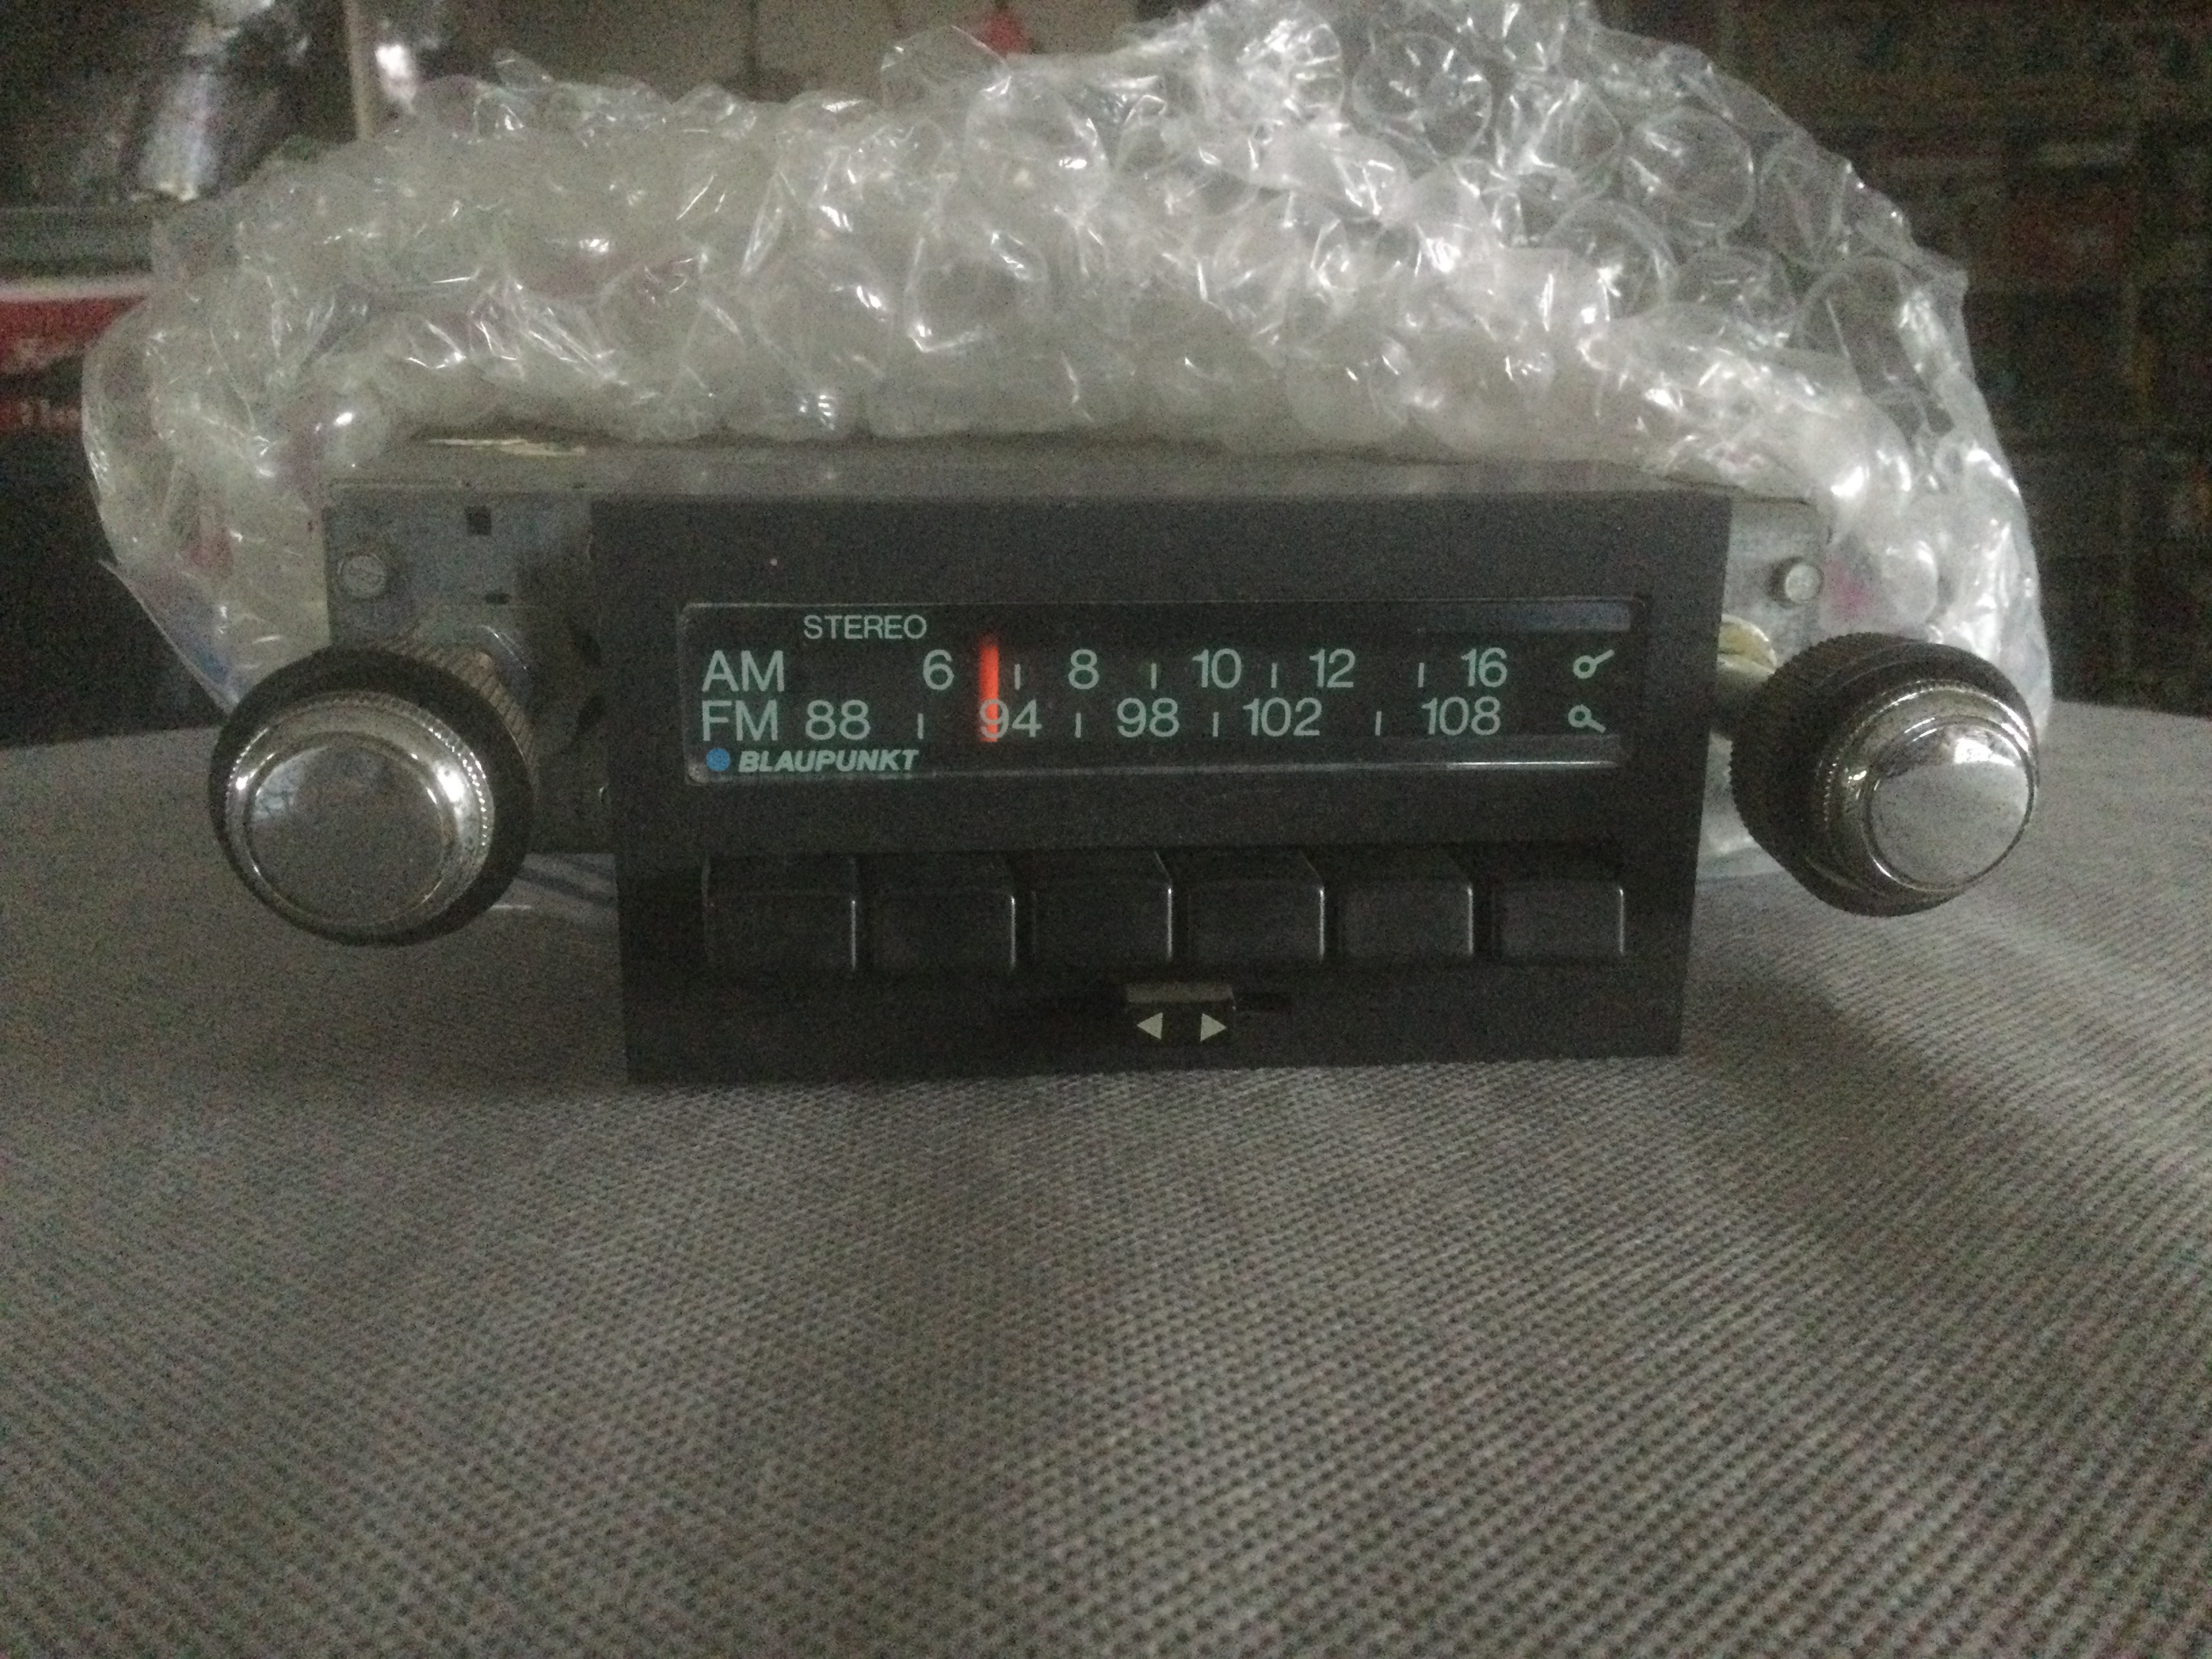 STEREO
AM 6 8 10 12 16
FM 88 94 98 102 108
BLAUPUNKT